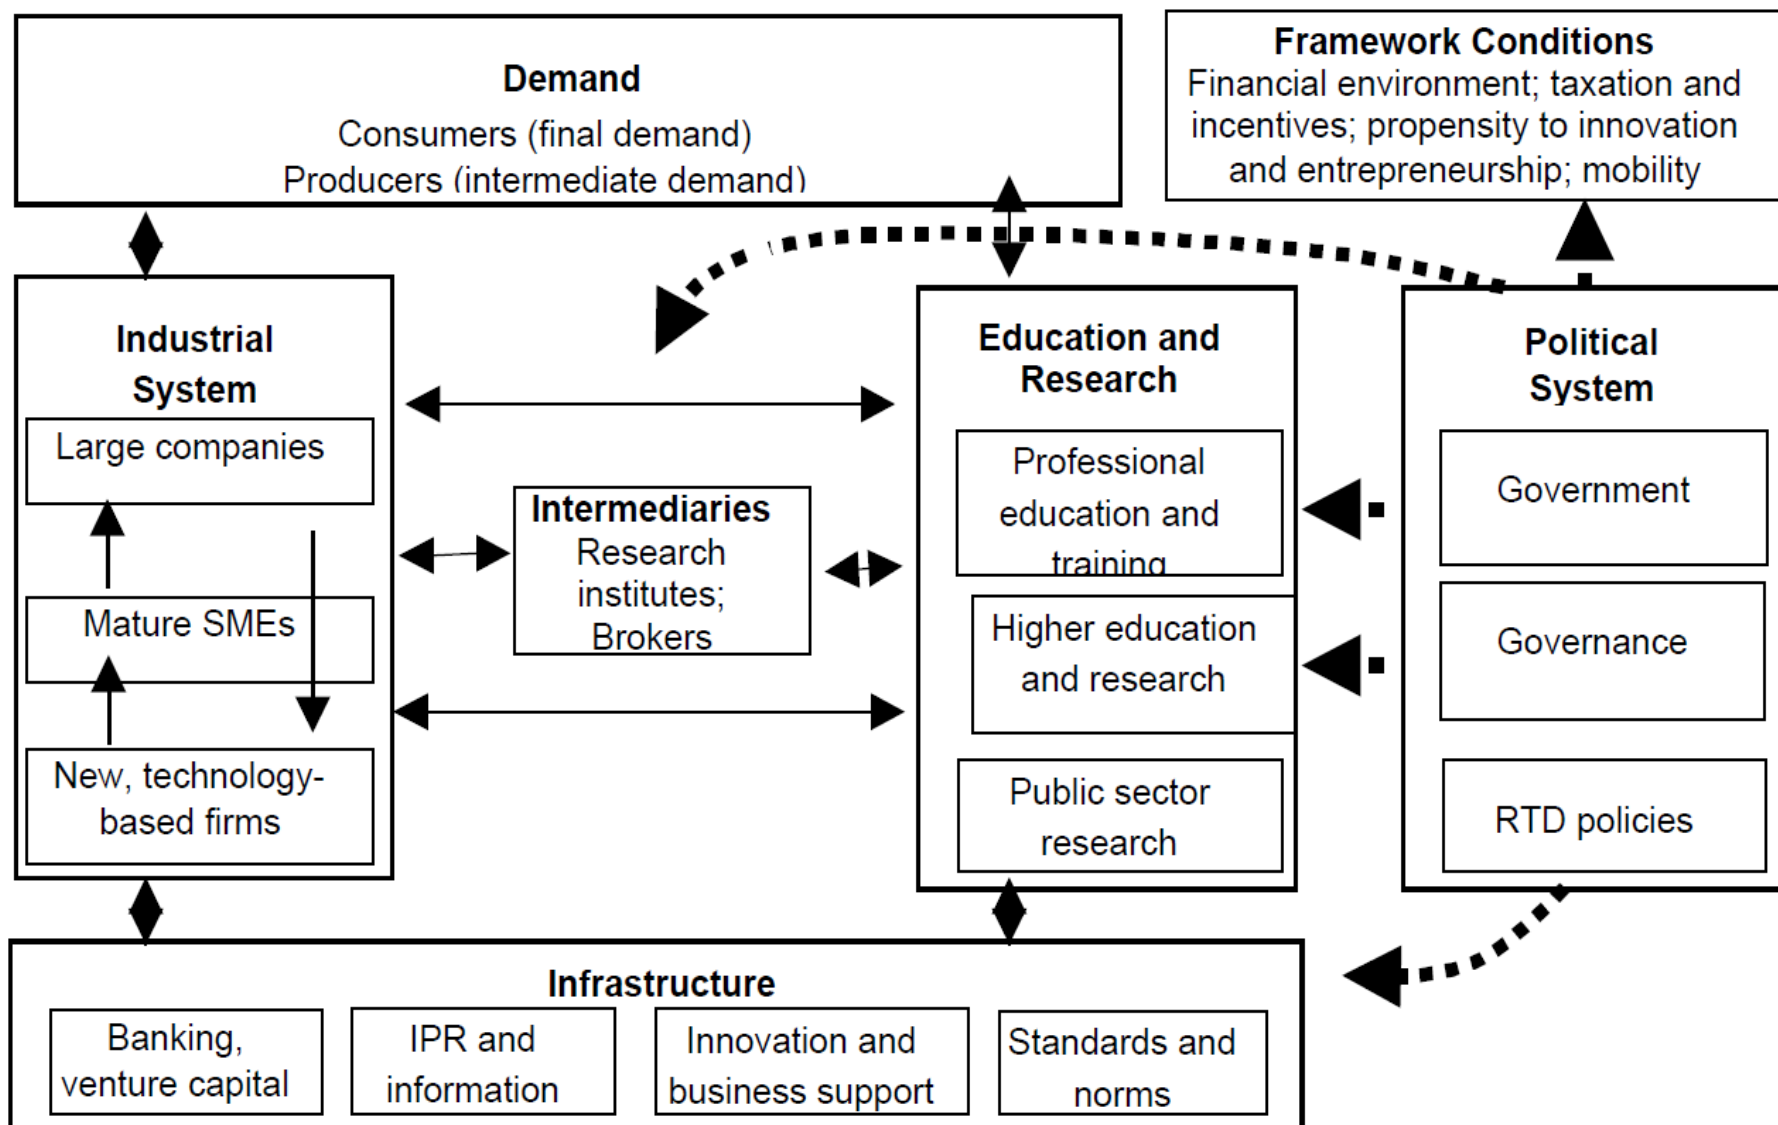 Demand
Consumers (final demand)
Producers (intermediate demand)
Framework Conditions
Financial environment; taxation and
incentives; propensity to innovation
and entrepreneurship; mobility
Industrial
System
Large companies
Mature SMEs
New, technology-
based firms
Intermediaries
Research
institutes;
Brokers
Education and
Research
Professional
education and
training
Higher education
and research
Public sector
research
Political
System
Government
Governance
RTD policies
Infrastructure
Banking,
venture capital
IPR and
information
Innovation and
business support
Standards and
norms